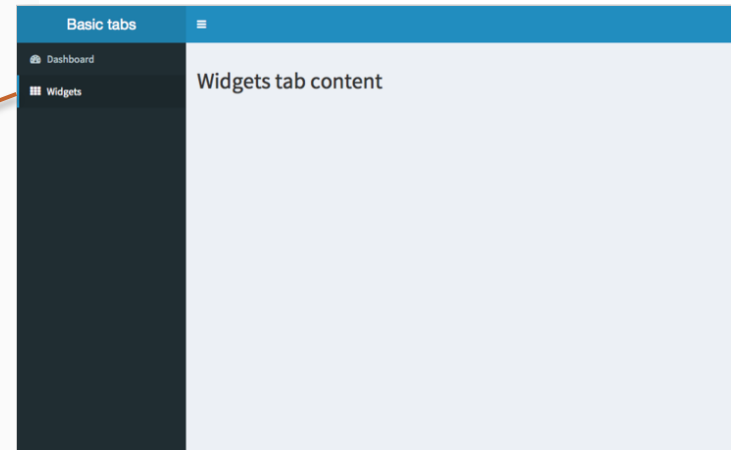 Basic tabs
Dashboard
Widgets
Widgets tab content